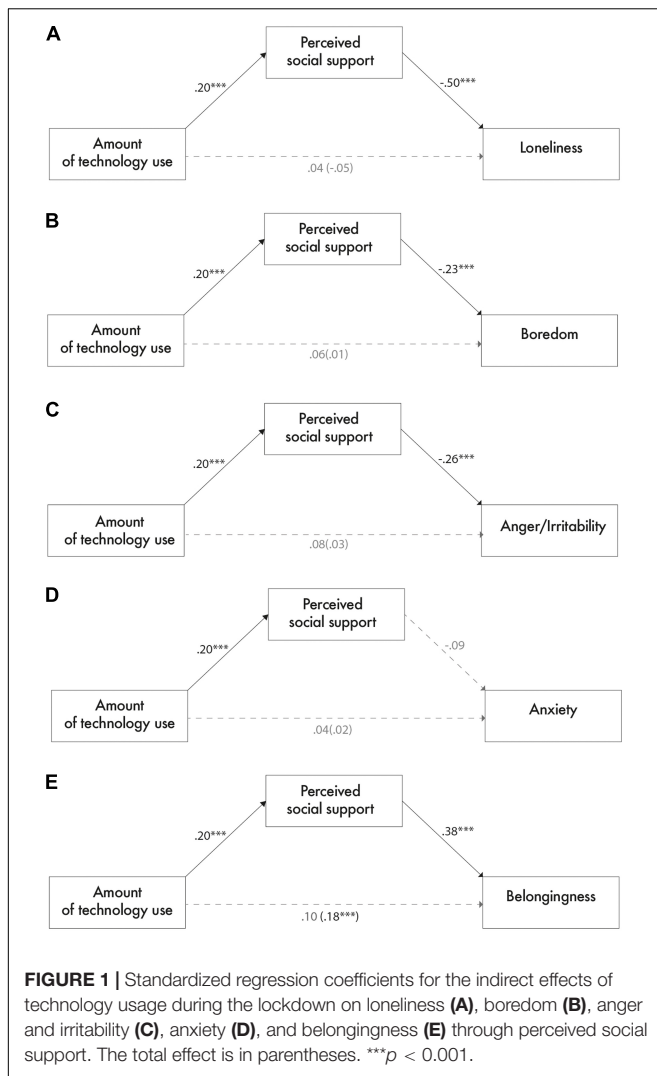 A
Perceived
social support
.20***
-.50***
Amount
of technology use
Loneliness
.04 (-.05)
B
Perceived
social support
.20***
-.23***
Amount
of technology use
Boredom
.06(.01)
C
Perceived
social support
.20***
-.26***
Amount
of technology use
Anger/Irritability
.08(.03)
D
Perceived
social support
.20***
-.09
Amount
of technology use
Anxiety
.04(.02)
E
Perceived
social support
.20***
.38***
Amount
of technology use
Belongingness
.10 (.18***)
FIGURE 1 | Standardized regression coefficients for the indirect effects of
technology usage during the lockdown on loneliness (A), boredom (B), anger
and irritability (C), anxiety (D), and belongingness (E) through perceived social
support. The total effect is in parentheses. ***p < 0.001.